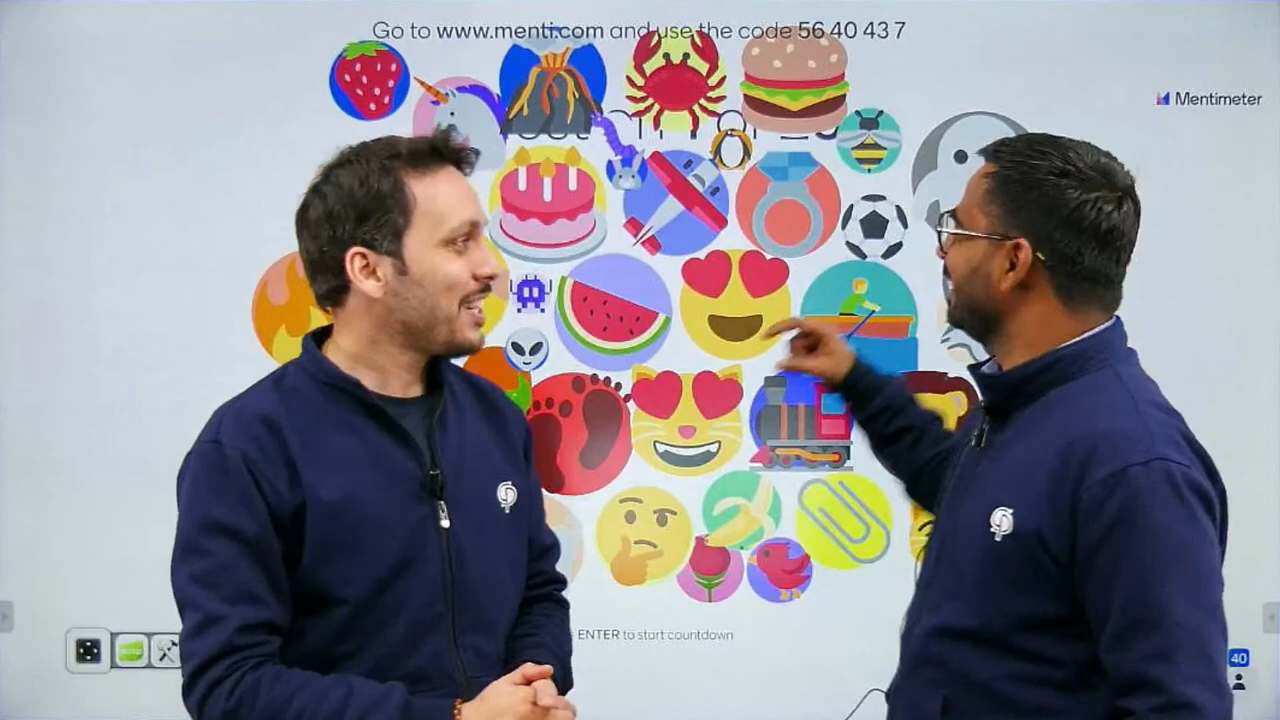 Go to www.menti.com and use the code 56 40 43 7
Mentimeter
ENTER to start countdown
40